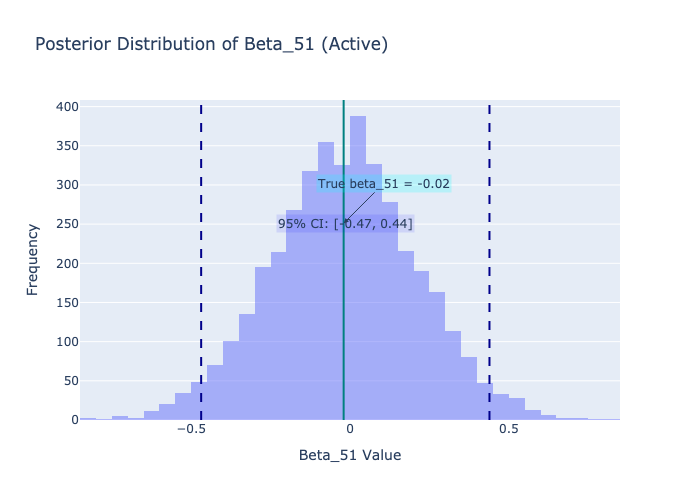 Posterior Distribution of Beta_51 (Active)
400
350
300
250
200
150
100
50
0
Frequency
True beta_51 = -0.02
95% CI: [-0.47, 0.44]
−0.5
0
0.5
Beta_51 Value